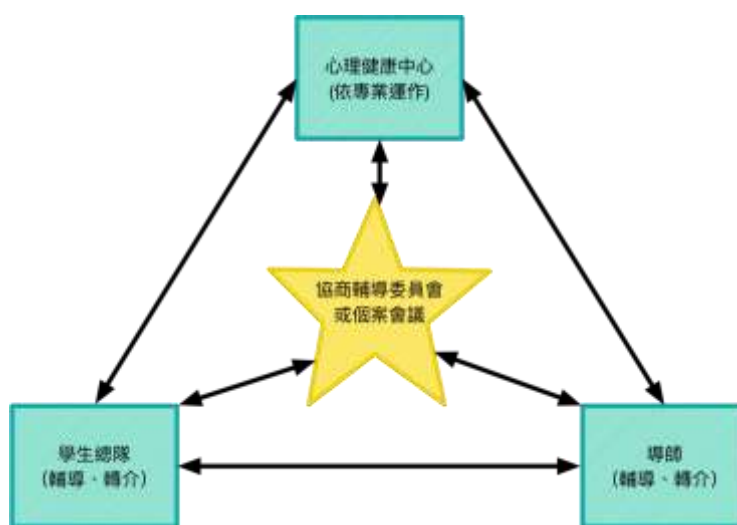 心理健康中心
(依專業運作)
協商輔導委員會
或個案會議
學生總隊
(輔導、轉介)
導師
(輔導、轉介)